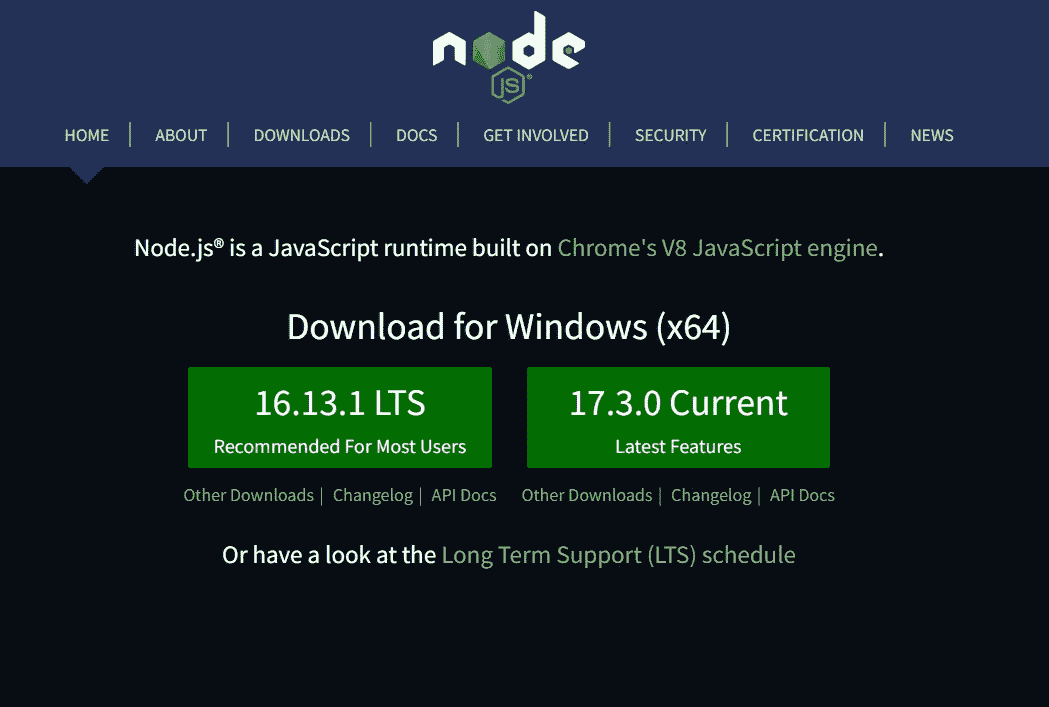 node
JS®
HOME | ABOUT | DOWNLOADS | DOCS | GET INVOLVED | SECURITY | CERTIFICATION | NEWS
Node.js® is a JavaScript runtime built on Chrome's V8 JavaScript engine.
Download for Windows (x64)
16.13.1 LTS
Recommended For Most Users
Other Downloads | Changelog | API Docs
17.3.0 Current
Latest Features
Other Downloads | Changelog | API Docs
Or have a look at the Long Term Support (LTS) schedule